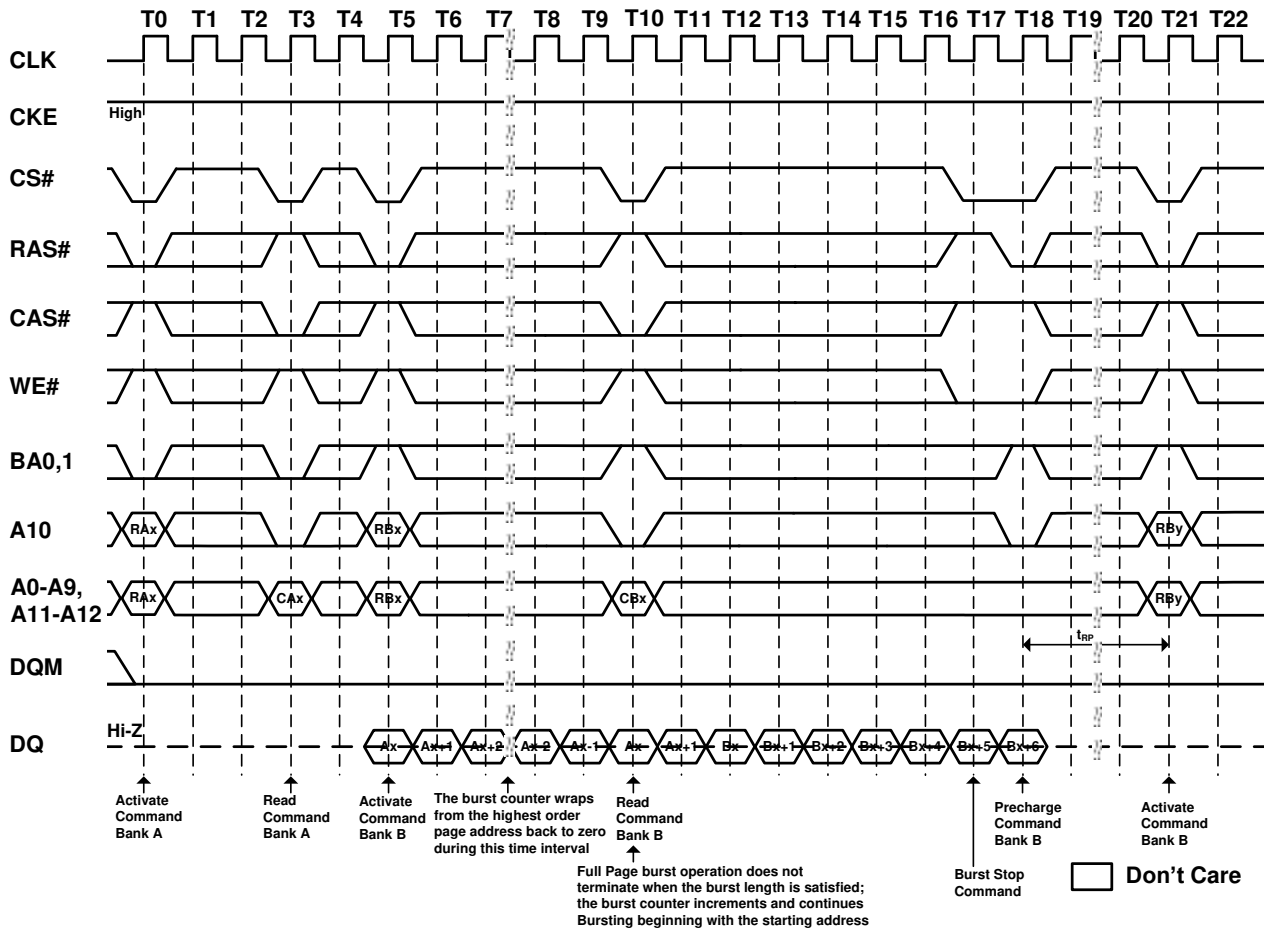 T0 T1 T2 T3 T4 T5 T6 T7 T8 T9 T10 T11 T12 T13 T14 T15 T16 T17 T18 T19 T20 T21 T22
CLK
CKE
High
CS#
RAS#
CAS#
WE#
BA0,1
A10
RAx RBx RBy
A0-A9,
A11-A12
RAx CAx RBx CBx RBy
tRP
DQM
DQ
Hi-Z
Ax Ax+1 Ax+2 Ax-2 Ax-1 Ax Ax+1 Bx Bx+1 Bx+2 Bx+3 Bx+4 Bx+5 Bx+6
Activate
Command
Bank A
Read
Command
Bank A
Activate
Command
Bank B
The burst counter wraps
from the highest order
page address back to zero
during this time interval
Read
Command
Bank B
Full Page burst operation does not
terminate when the burst length is satisfied;
the burst counter increments and continues
Bursting beginning with the starting address
Burst Stop
Command
Precharge
Command
Bank B
Activate
Command
Bank B
Don't Care